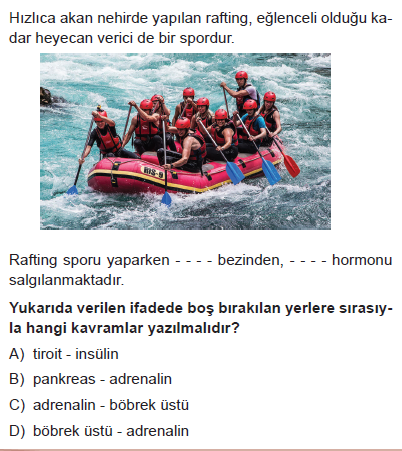 Hızlıca akan nehirde yapılan rafting, eğlenceli olduğu ka-
dar heyecan verici de bir spordur.
RIS-9
Rafting sporu yaparken - - - - bezinden, - - - - hormonu
salgılanmaktadır.
Yukarıda verilen ifadede boş bırakılan yerlere sırasıy-
la hangi kavramlar yazılmalıdır?
A) tiroit - insülin
B) pankreas - adrenalin
C) adrenalin - böbrek üstü
D) böbrek üstü - adrenalin